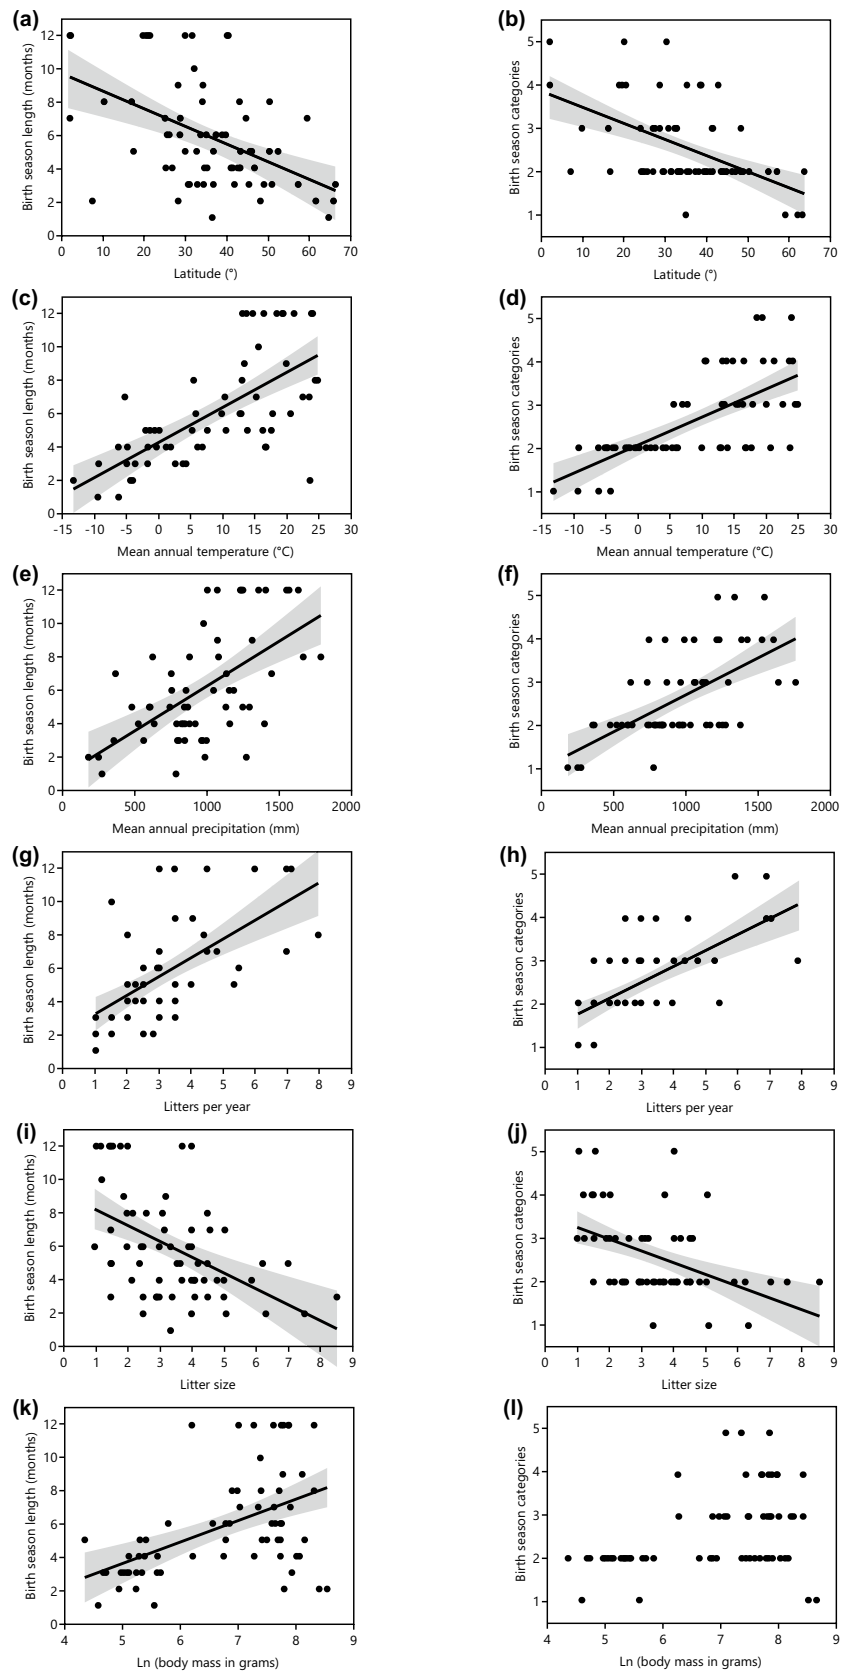 (a)
Birth season length (months)
12
10
8
6
4
2
0
0 10 20 30 40 50 60 70
Latitude (°)
(b)
Birth season categories
5
4
3
2
1
0 10 20 30 40 50 60 70
Latitude (°)
(c)
Birth season length (months)
12
10
8
6
4
2
0
-15 -10 -5 0 5 10 15 20 25 30
Mean annual temperature (°C)
(d)
Birth season categories
5
4
3
2
1
-15 -10 -5 0 5 10 15 20 25 30
Mean annual temperature (°C)
(e)
Birth season length (months)
12
10
8
6
4
2
0
0 500 1000 1500 2000
Mean annual precipitation (mm)
(f)
Birth season categories
5
4
3
2
1
0 500 1000 1500 2000
Mean annual precipitation (mm)
(g)
Birth season length (months)
12
10
8
6
4
2
0
0 1 2 3 4 5 6 7 8 9
Litters per year
(h)
Birth season categories
5
4
3
2
1
0 1 2 3 4 5 6 7 8 9
Litters per year
(i)
Birth season length (months)
12
10
8
6
4
2
0
0 1 2 3 4 5 6 7 8 9
Litter size
(j)
Birth season categories
5
4
3
2
1
0 1 2 3 4 5 6 7 8 9
Litter size
(k)
Birth season length (months)
12
10
8
6
4
2
0
4 5 6 7 8 9
Ln (body mass in grams)
(l)
Birth season categories
5
4
3
2
1
4 5 6 7 8 9
Ln (body mass in grams)